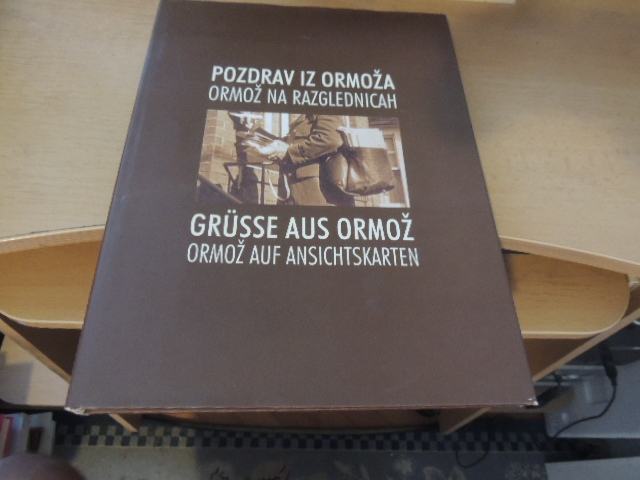 POZDRAV IZ ORMOŽA
ORMOŽ NA RAZGLEDNICAH
GRÜSSE AUS ORMOŽ
ORMOŽ AUF ANSICHTSKARTEN